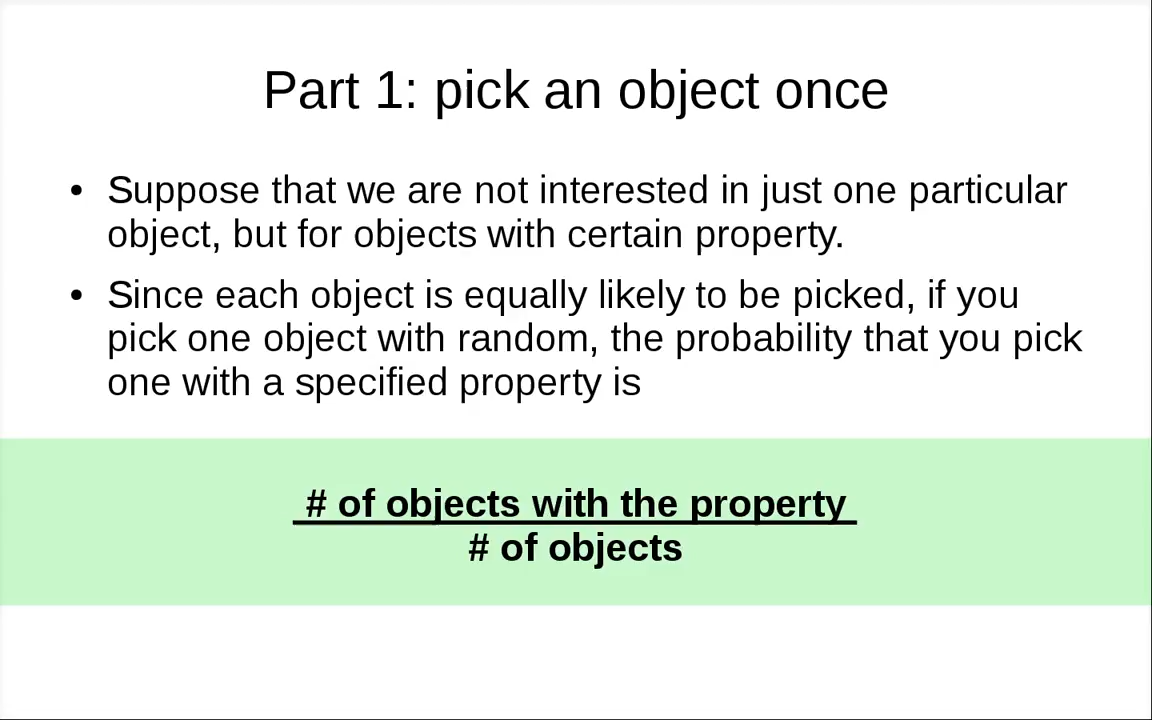 Part 1: pick an object once
• Suppose that we are not interested in just one particular
object, but for objects with certain property.
• Since each object is equally likely to be picked, if you
pick one object with random, the probability that you pick
one with a specified property is
# of objects with the property
# of objects